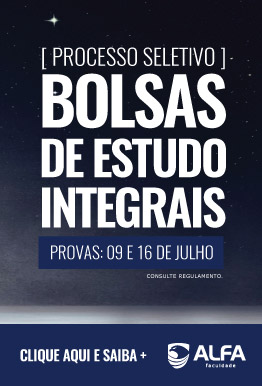 [ PROCESSO SELETIVO ]
BOLSAS
DE ESTUDO
INTEGRAIS
PROVAS: 09 E 16 DE JULHO
CONSULTE REGULAMENTO.
CLIQUE AQUI E SAIBA +
ALFA
faculdade